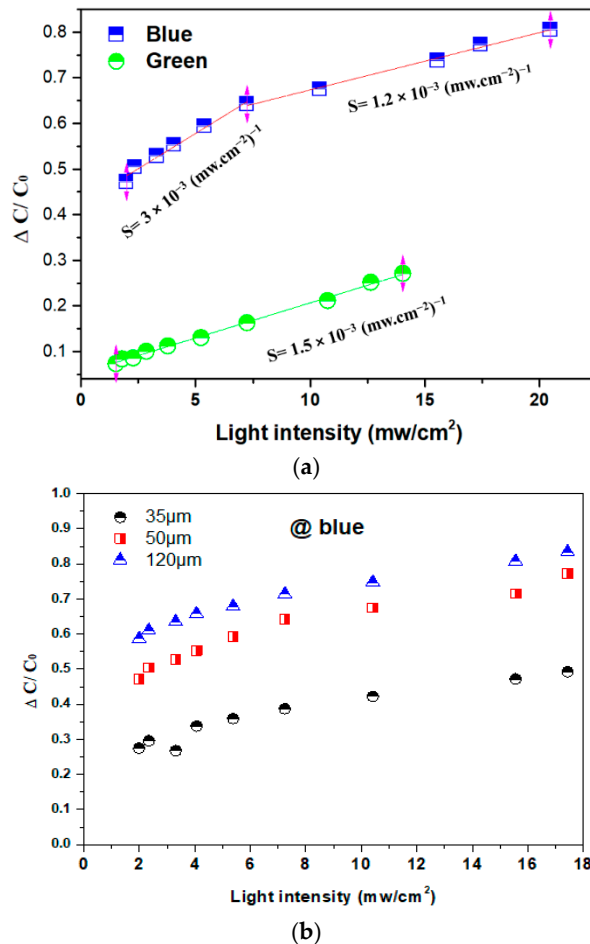 Blue
Green
S= 3 × 10⁻³ (mw.cm⁻²)⁻¹
S= 1.2 × 10⁻³ (mw.cm⁻²)⁻¹
S= 1.5 × 10⁻³ (mw.cm⁻²)⁻¹
Δ C/ C₀
0.8
0.7
0.6
0.5
0.4
0.3
0.2
0.1
0 5 10 15 20
Light intensity (mw/cm²)
(a)
35µm
50µm
120µm
@ blue
Δ C/ C₀
1.0
0.9
0.8
0.7
0.6
0.5
0.4
0.3
0.2
0.1
0.0
0 2 4 6 8 10 12 14 16 18
Light intensity (mw/cm²)
(b)